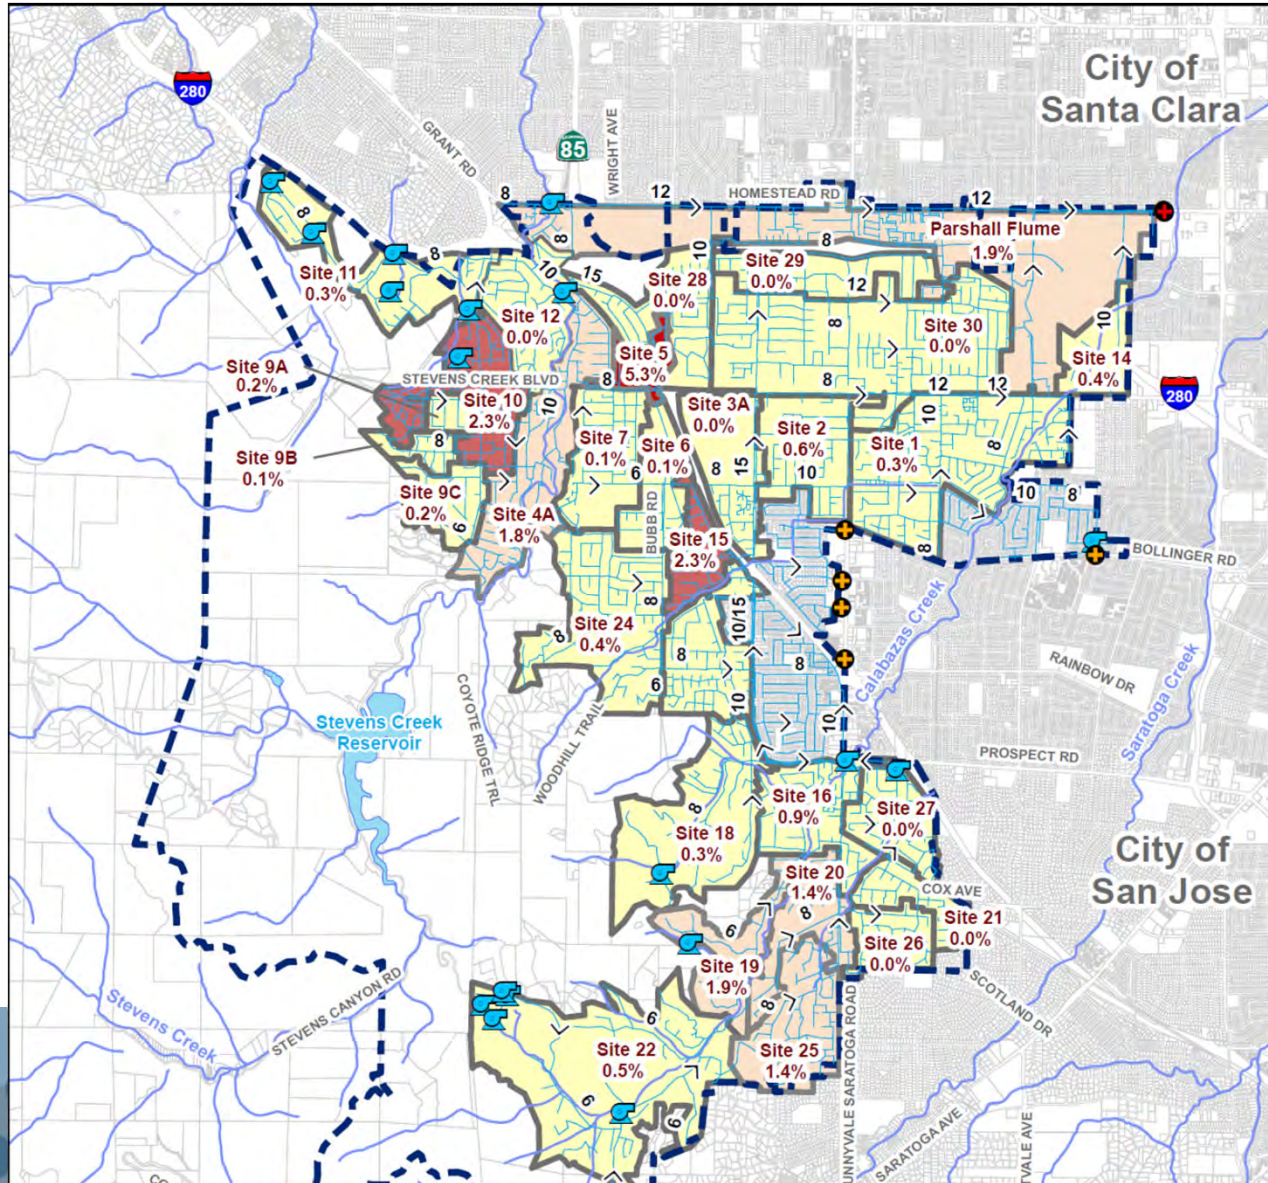 City of
Santa Clara
280
GRANT RD
85
WRIGHT AVE
8
12
HOMESTEAD RD
12
Parshall Flume
1.9%
8
8
8
10
15
10
8
Site 29
0.0%
12
Site 11
0.3%
Site 28
0.0%
Site 12
0.0%
8
Site 30
0.0%
10
Site 14
0.4%
280
Site 5
5.3%
Site 9A
0.2%
STEVENS CREEK BLVD
8
8
12
12
Site 10
2.3%
10
Site 3A
0.0%
Site 2
0.6%
10
10
Site 1
0.3%
8
8
Site 7
0.1%
Site 6
0.1%
6
8
15
Site 9B
0.1%
Site 9C
0.2%
6
Site 4A
1.8%
BUBB RD
Site 15
2.3%
10
8
8
BOLLINGER RD
8
10/15
Site 24
0.4%
8
8
8
6
10
10
Calabazas Creek
RAINBOW DR
Saratoga Creek
COYOTE RIDGE TRL
WOODHILL TRAIL
Stevens Creek
Reservoir
PROSPECT RD
8
Site 18
0.3%
Site 16
0.9%
Site 27
0.0%
City of
San Jose
Site 20
1.4%
COX AVE
8
6
Site 21
0.0%
Site 26
0.0%
Site 19
1.9%
8
SCOTLAND DR
STEVENS CANYON RD
Stevens Creek
6
Site 22
0.5%
Site 25
1.4%
6
6
UNNYVALE SARATOGA ROAD
SARATOGA AVE
TVALE AVE